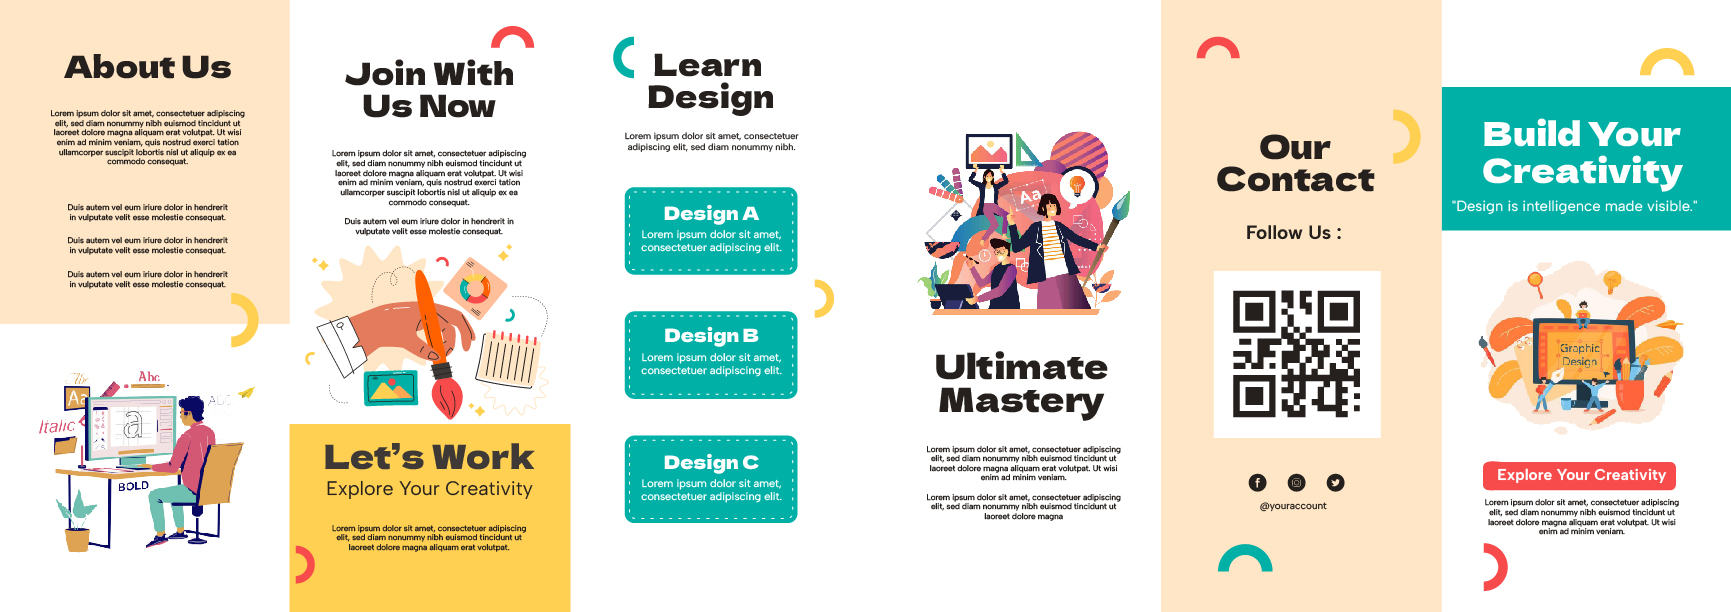 About Us
Lorem ipsum dolor sit amet, consectetuer adipiscing
elit, sed diam nonummy nibh euismod tincidunt ut
laoreet dolore magna aliquam erat volutpat. Ut wisi
enim ad minim veniam, quis nostrud exerci tation
ullamcorper suscipit lobortis nisl ut aliquip ex ea
commodo consequat.
Duis autem vel eum iriure dolor in hendrerit
in vulputate velit esse molestie consequat.
Duis autem vel eum iriure dolor in hendrerit
in vulputate velit esse molestie consequat.
Duis autem vel eum iriure dolor in hendrerit
in vulputate velit esse molestie consequat.
The
Abc
Aa
ABC
a
Italic
BOLD
Join With
Us Now
Lorem ipsum dolor sit amet, consectetuer adipiscing
elit, sed diam nonummy nibh euismod tincidunt ut
laoreet dolore magna aliquam erat volutpat. Ut wisi
enim ad minim veniam, quis nostrud exerci tation
ullamcorper suscipit lobortis nisl ut aliquip ex ea
commodo consequat.
Duis autem vel eum iriure dolor in hendrerit in
vulputate velit esse molestie consequat.
Let's Work
Explore Your Creativity
Lorem ipsum dolor sit amet, consectetuer adipiscing
elit, sed diam nonummy nibh euismod tincidunt ut
laoreet dolore magna aliquam erat volutpat.
Learn
Design
Lorem ipsum dolor sit amet, consectetuer
adipiscing elit, sed diam nonummy nibh.
Design A
Lorem ipsum dolor sit amet,
consectetuer adipiscing elit.
Design B
Lorem ipsum dolor sit amet,
consectetuer adipiscing elit.
Design C
Lorem ipsum dolor sit amet,
consectetuer adipiscing elit.
Aa
Ultimate
Mastery
Lorem ipsum dolor sit amet, consectetuer adipiscing
elit, sed diam nonummy nibh euismod tincidunt ut
laoreet dolore magna aliquam erat volutpat. Ut wisi
enim ad minim veniam.
Lorem ipsum dolor sit amet, consectetuer adipiscing
elit, sed diam nonummy nibh euismod tincidunt ut
laoreet dolore magna
Our
Contact
Follow Us :
@youraccount
Build Your
Creativity
"Design is intelligence made visible."
Graphic
Design
Explore Your Creativity
Lorem ipsum dolor sit amet, consectetuer adipiscing
elit, sed diam nonummy nibh euismod tincidunt ut
laoreet dolore magna aliquam erat volutpat. Ut wisi
enim ad minim veniam.